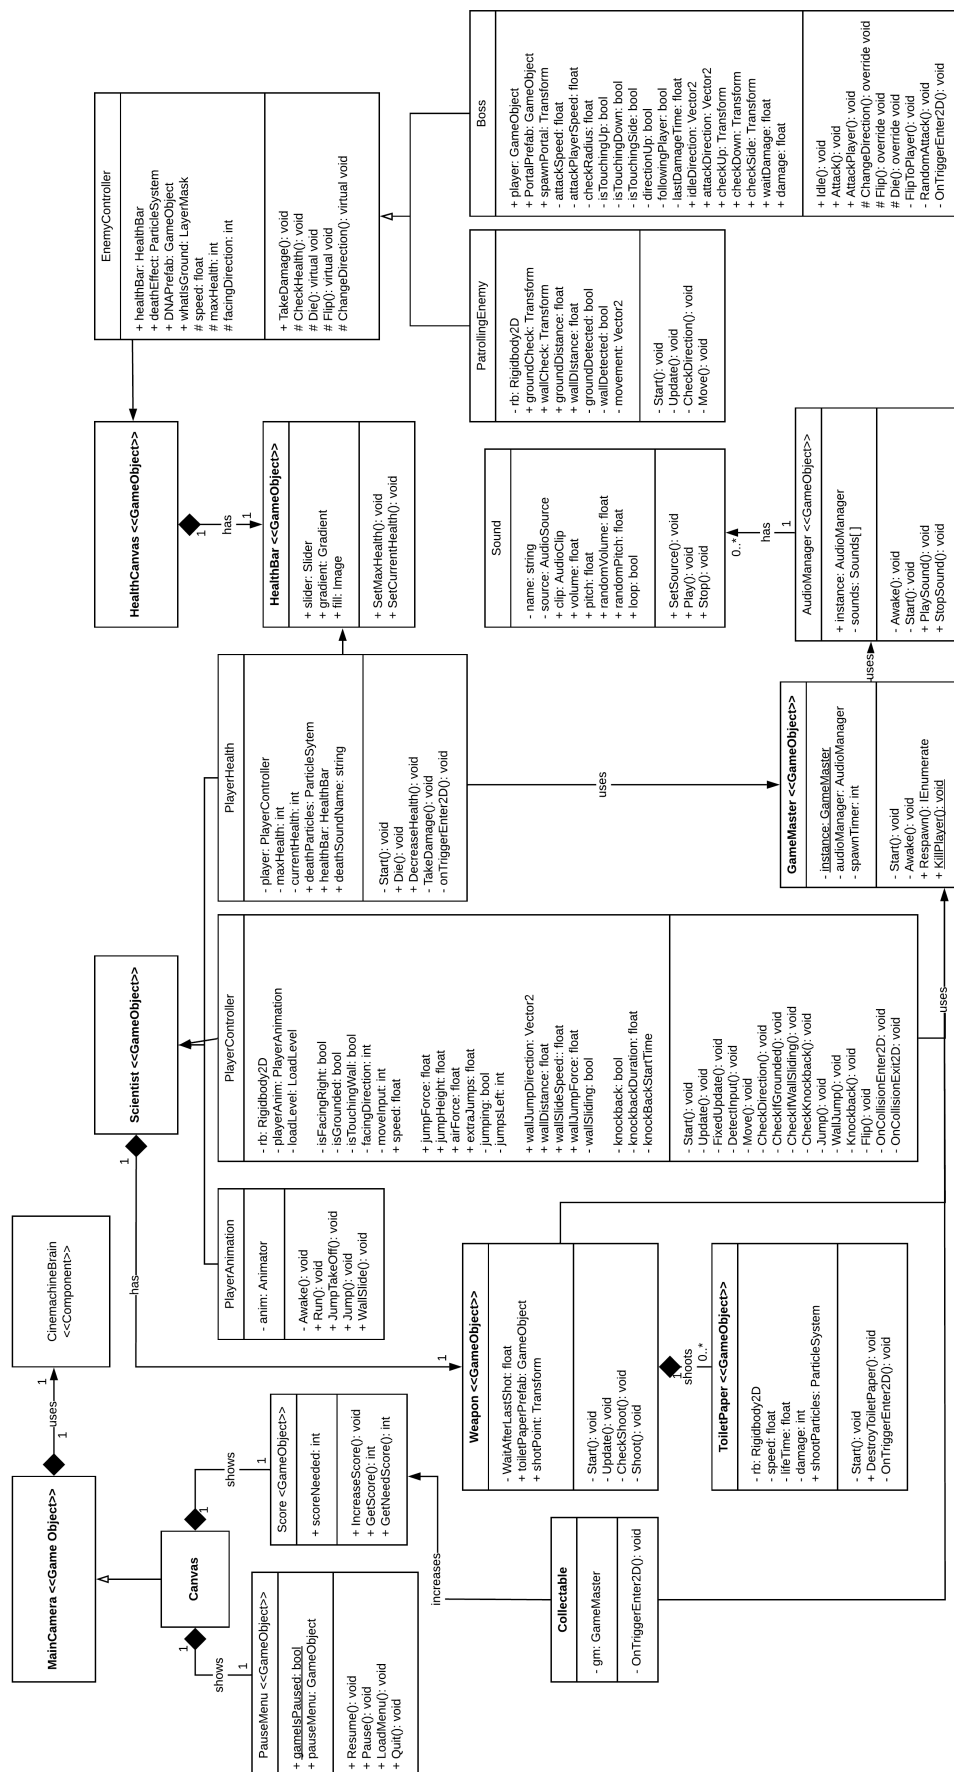 MainCamera <<Game Object>>
1
uses
1
CinemachineBrain
<<Component>>
Canvas
1
shows
1
PauseMenu <<GameObject>>
+ gameIsPaused: bool
+ pauseMenu: GameObject
+ Resume(): void
+ Pause(): void
+ LoadMenu(): void
+ Quit(): void
1
shows
1
Score <GameObject>>
+ scoreNeeded: int
+ IncreaseScore(): void
+ GetScore(): int
+ GetNeedScore(): int
increases
Collectable
- gm: GameMaster
- OnTriggerEnter2D(): void
Scientist <<GameObject>>
1
has
1
PlayerAnimation
- anim: Animator
- Awake(): void
+ Run(): void
+ JumpTakeOff(): void
+ Jump(): void
+ WallSlide(): void
PlayerController
- rb: Rigidbody2D
- playerAnim: PlayerAnimation
- loadLevel: LoadLevel
- isFacingRight: bool
- isGrounded: bool
- isTouchingWall: bool
- facingDirection: int
- moveInput: int
+ speed: float
+ jumpForce: float
+ jumpHeight: float
+ airForce: float
+ extraJumps: float
- jumping: bool
- jumpsLeft: int
+ wallJumpDirection: Vector2
+ wallDistance: float
+ wallSlideSpeed:: float
+ wallJumpForce: float
- wallSliding: bool
- knockback: bool
- knockbackDuration: float
- knockBackStartTime
- Start(): void
- Update(): void
- FixedUpdate(): void
- DetectInput(): void
- Move(): void
- CheckDirection(): void
- CheckIfGrounded(): void
- CheckIfWallSliding(): void
- CheckKnockback(): void
- Jump(): void
- WallJump(): void
- Knockback(): void
- Flip(): void
- OnCollisionEnter2D: void
- OnCollisionExit2D: void
PlayerHealth
- player: PlayerController
- maxHealth: int
- currentHealth: int
+ deathParticles: ParticleSytem
+ healthBar: HealthBar
+ deathSoundName: string
- Start(): void
+ Die(): void
+ DecreaseHealth(): void
- TakeDamage(): void
- onTriggerEnter2D(): void
Weapon <<GameObject>>
- WaitAfterLastShot: float
+ toiletPaperPrefab: GameObject
+ shotPoint: Transform
- Start(): void
- Update(): void
- CheckShoot(): void
- Shoot(): void
1
shoots
0..*
ToiletPaper <<GameObject>>
- rb: Rigidbody2D
- speed: float
- lifeTime: float
- damage: int
+ shootParticles: ParticleSystem
- Start(): void
+ DestroyToiletPaper(): void
- OnTriggerEnter2D(): void
uses
uses
GameMaster <<GameObject>>
- instance: GameMaster
- audioManager: AudioManager
- spawnTimer: int
- Start(): void
- Awake(): void
+ Respawn(): IEnumerate
+ KillPlayer(): void
uses
AudioManager <<GameObject>>
+ instance: AudioManager
- sounds: Sounds[ ]
- Awake(): void
- Start(): void
+ PlaySound(): void
+ StopSound(): void
1
has
0..*
Sound
- name: string
- source: AudioSource
+ clip: AudioClip
+ volume: float
+ pitch: float
+ randomVolume: float
+ randomPitch: float
+ loop: bool
+ SetSource(): void
+ Play(): void
+ Stop(): void
HealthCanvas <<GameObject>>
1
has
1
HealthBar <<GameObject>>
+ slider: Slider
+ gradient: Gradient
+ fill: Image
+ SetMaxHealth(): void
+ SetCurrentHealth(): void
EnemyController
+ healthBar: HealthBar
+ deathEffect: ParticleSystem
+ DNAPrefab: GameObject
+ whatIsGround: LayerMask
# speed: float
# maxHealth: int
# facingDirection: int
+ TakeDamage(): void
# CheckHealth(): void
# Die(): virtual void
# Flip(): virtual void
# ChangeDirection(): virtual void
PatrollingEnemy
- rb: Rigidbody2D
+ groundCheck: Transform
+ wallCheck: Transform
+ groundDistance: float
+ wallDIstance: float
- groundDetected: bool
- wallDetected: bool
- movement: Vector2
- Start(): void
- Update(): void
- CheckDirection(): void
- Move(): void
Boss
+ player: GameObject
+ PortalPrefab: GameObject
+ spawnPortal: Transform
- attackSpeed: float
- attackPlayerSpeed: float
- checkRadius: float
- isTouchingUp: bool
- isTouchingDown: bool
- isTouchingSide: bool
- directionUp: bool
- followingPlayer: bool
- lastDamageTime: float
+ idleDirection: Vector2
+ attackDirection: Vector2
+ checkUp: Transform
+ checkDown: Transform
+ checkSide: Transform
+ waitDamage: float
+ damage: float
+ Idle(): void
+ Attack(): void
+ AttackPlayer(): void
# ChangeDirection(): override void
# Flip(): override void
# Die(): override void
- FlipToPlayer(): void
- RandomAttack(): void
- OnTriggerEnter2D(): void